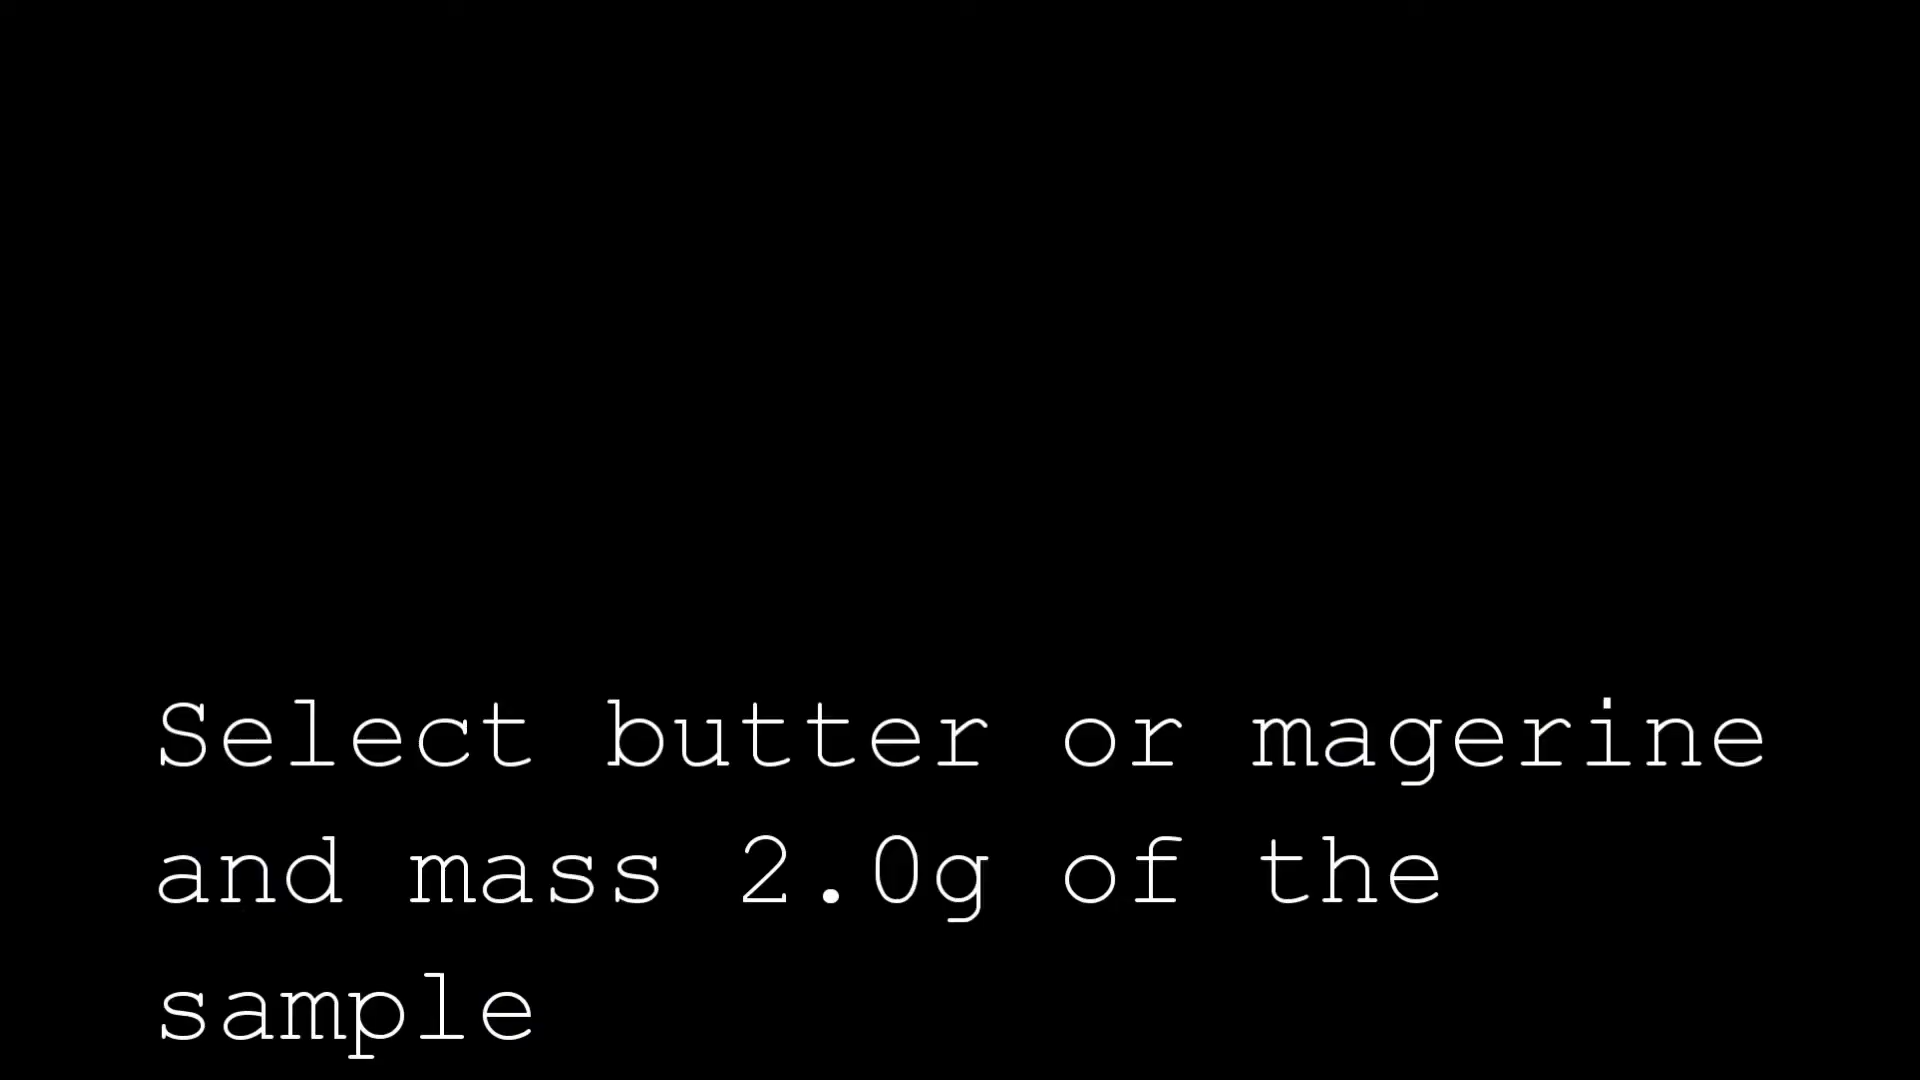 Select butter or magerine
and mass 2.0g of the
sample